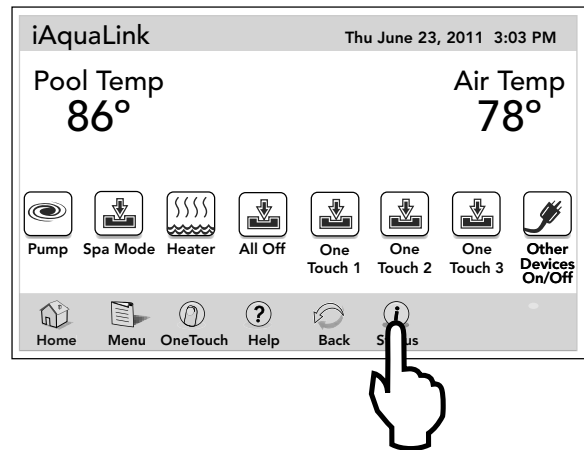 iAquaLink
Thu June 23, 2011 3:03 PM
Pool Temp
86°
Air Temp
78°
Pump
Spa Mode
Heater
All Off
One
Touch 1
One
Touch 2
One
Touch 3
Other
Devices
On/Off
Home
Menu
OneTouch
Help
Back